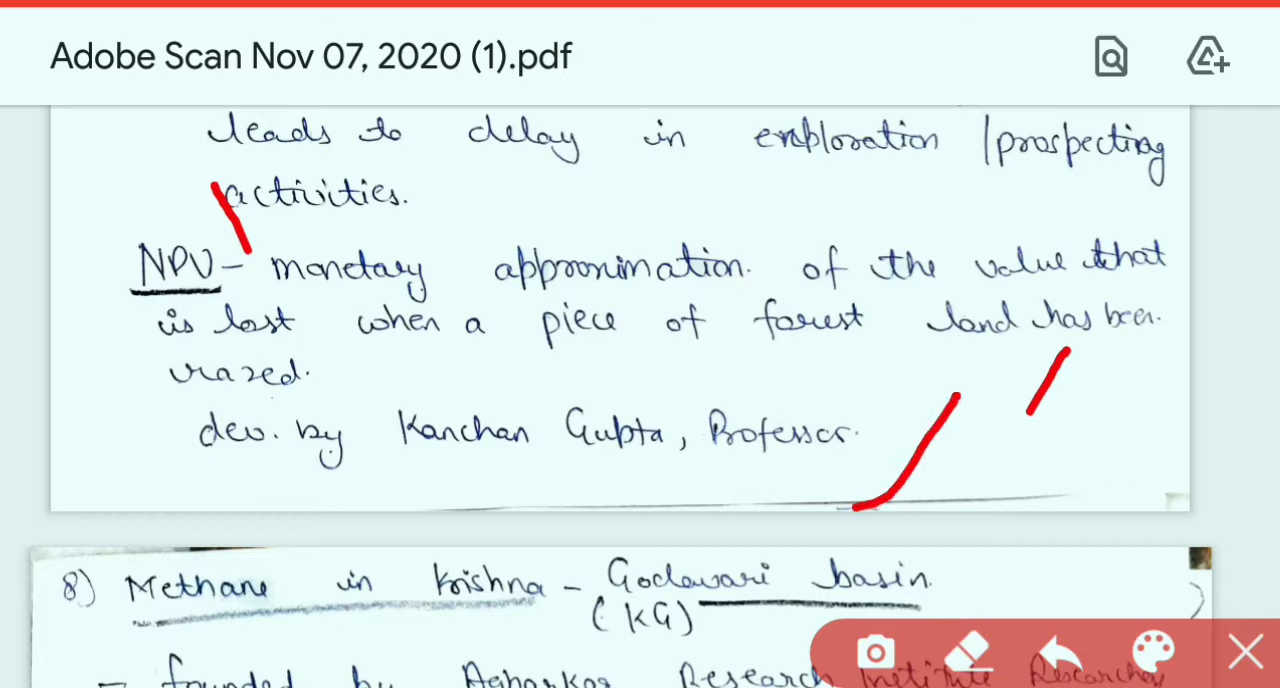 Adobe Scan Nov 07, 2020 (1).pdf
leads to delay in exploration / prospecting
activities.
NPV - monetary approximation of the value that
is lost when a piece of forest land has been
razed.
dev. by Kanchan Gupta, Professor.
8) Methane in Krishna - Godavari basin.
(KG)
- founded by Agharkar Research Institute Researcher